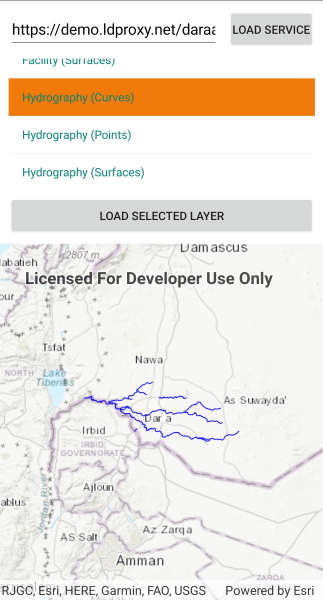 https://demo.ldproxy.net/daraa
LOAD SERVICE
Facility (Surfaces)
Hydrography (Curves)
Hydrography (Points)
Hydrography (Surfaces)
LOAD SELECTED LAYER
Damascus
2807 m
Licensed For Developer Use Only
Tsfat
Nawa
NORTH
Lake
Tiberias
As Suwayda'
Dar'a
Irbid
IRBID
GOVERNORATE
Ajloun
Jordan River
ablus
AS Salt
Az Zarqa
Amman
ZARQA
RJGC, Esri, HERE, Garmin, FAO, USGS
Powered by Esri